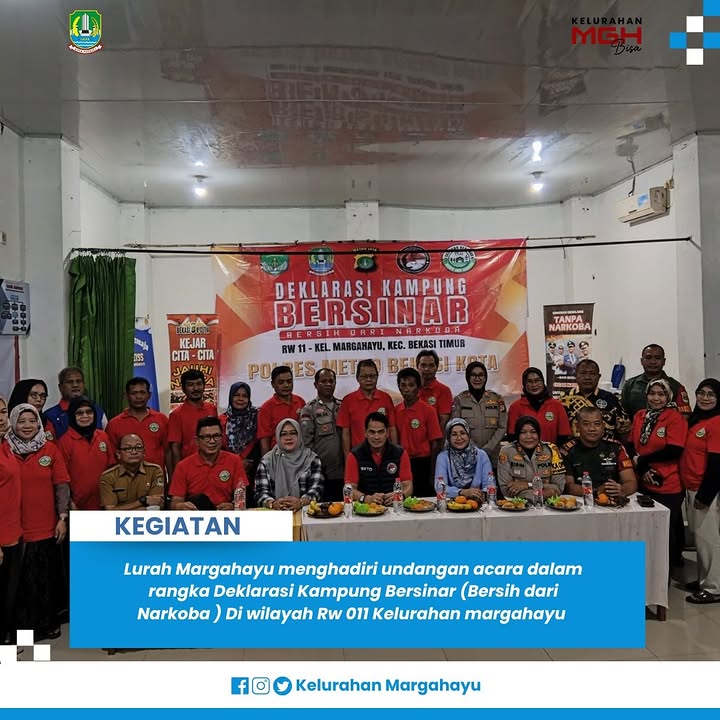 KELURAHAN
MGH
Bisa
DEKLARASI KAMPUNG
BERSINAR
BERSIH DARI NARKOBA
RW 11 - KEL. MARGAHAYU, KEC. BEKASI TIMUR
POLRES METRO BEKASI KOTA
KEJAR
CITA - CITA
JAUHI
NARKOBA
TANPA
NARKOBA
KEGIATAN
Lurah Margahayu menghadiri undangan acara dalam
rangka Deklarasi Kampung Bersinar (Bersih dari
Narkoba ) Di wilayah Rw 011 Kelurahan margahayu
Kelurahan Margahayu